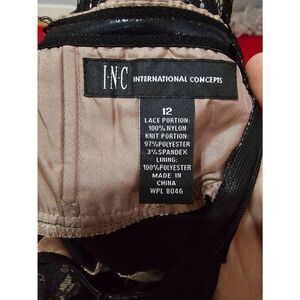 I·N·C INTERNATIONAL CONCEPTS
12
LACE PORTION:
100% NYLON
KNIT PORTION:
97% POLYESTER
3% SPANDEX
LINING:
100% POLYESTER
MADE IN
CHINA
WPL 8046